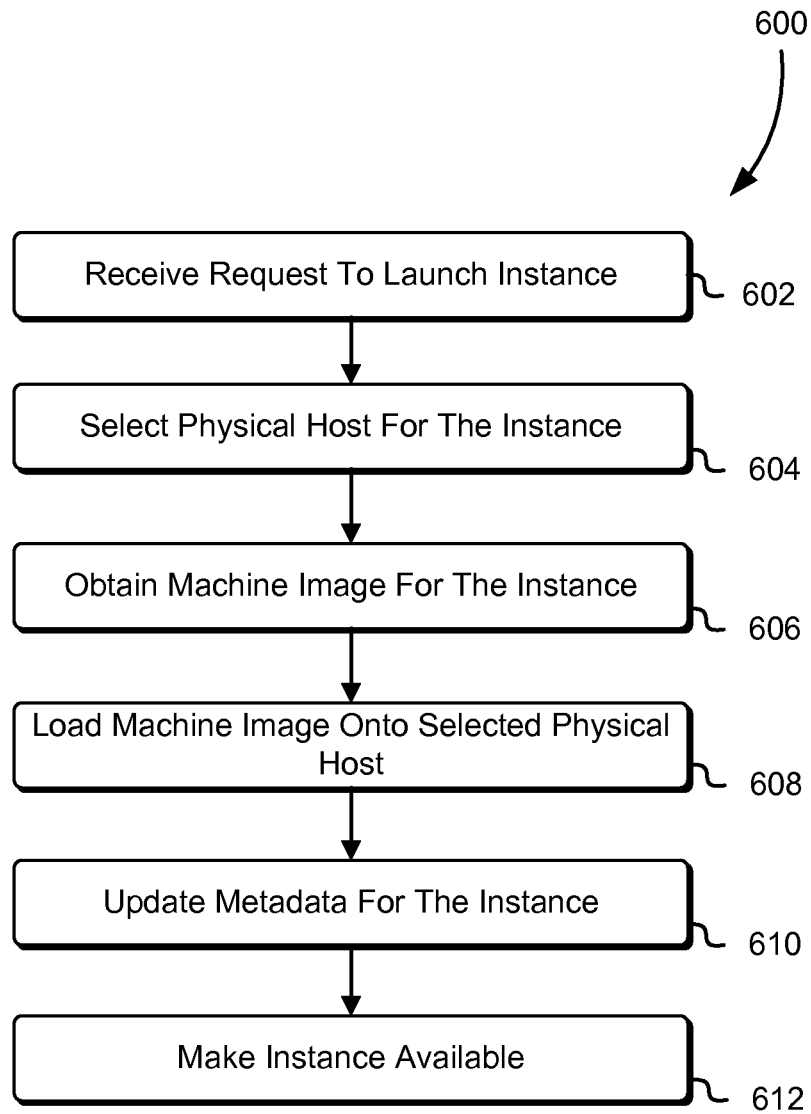 600
Receive Request To Launch Instance
602
Select Physical Host For The Instance
604
Obtain Machine Image For The Instance
606
Load Machine Image Onto Selected Physical
Host
608
Update Metadata For The Instance
610
Make Instance Available
612